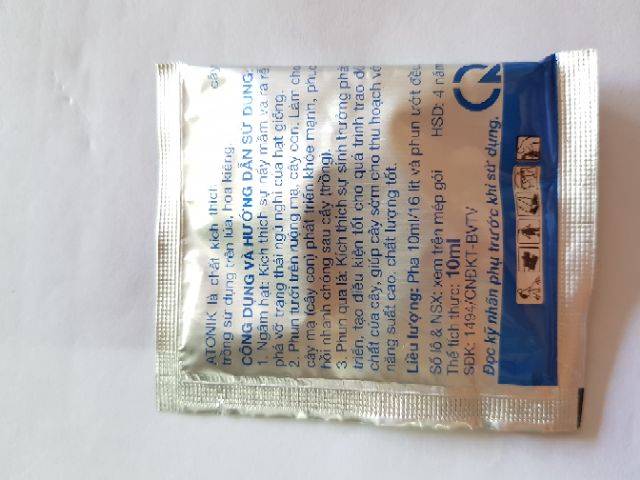 ATONIK là chất kích thích cây
trồng sử dụng trên lúa, hoa kiểng.
CÔNG DỤNG VÀ HƯỚNG DẪN SỬ DỤNG:
1. Ngâm hạt: Kích thích sự nảy mầm và ra rễ
phá vỡ trạng thái ngủ nghỉ của hạt giống.
2. Phun tưới trên ruộng mạ, cây con: Làm cho
cây mạ (cây con) phát triển khỏe mạnh, phục
hồi nhanh chóng sau cấy (trồng).
3. Phun qua lá: Kích thích sự sinh trưởng phá
triển, tạo điều kiện tốt cho quá trình trao đổ
chất của cây, giúp cây sớm cho thu hoạch vớ
năng suất cao, chất lượng tốt.
Liều lượng: Pha 10ml/16 lít và phun ướt đều
Số lô & NSX: xem trên mép gói HSD: 4 năm
Thể tích thực: 10ml
SĐK: 1494/CNĐKT-BVTV
Đọc kỹ nhãn phụ trước khi sử dụng.